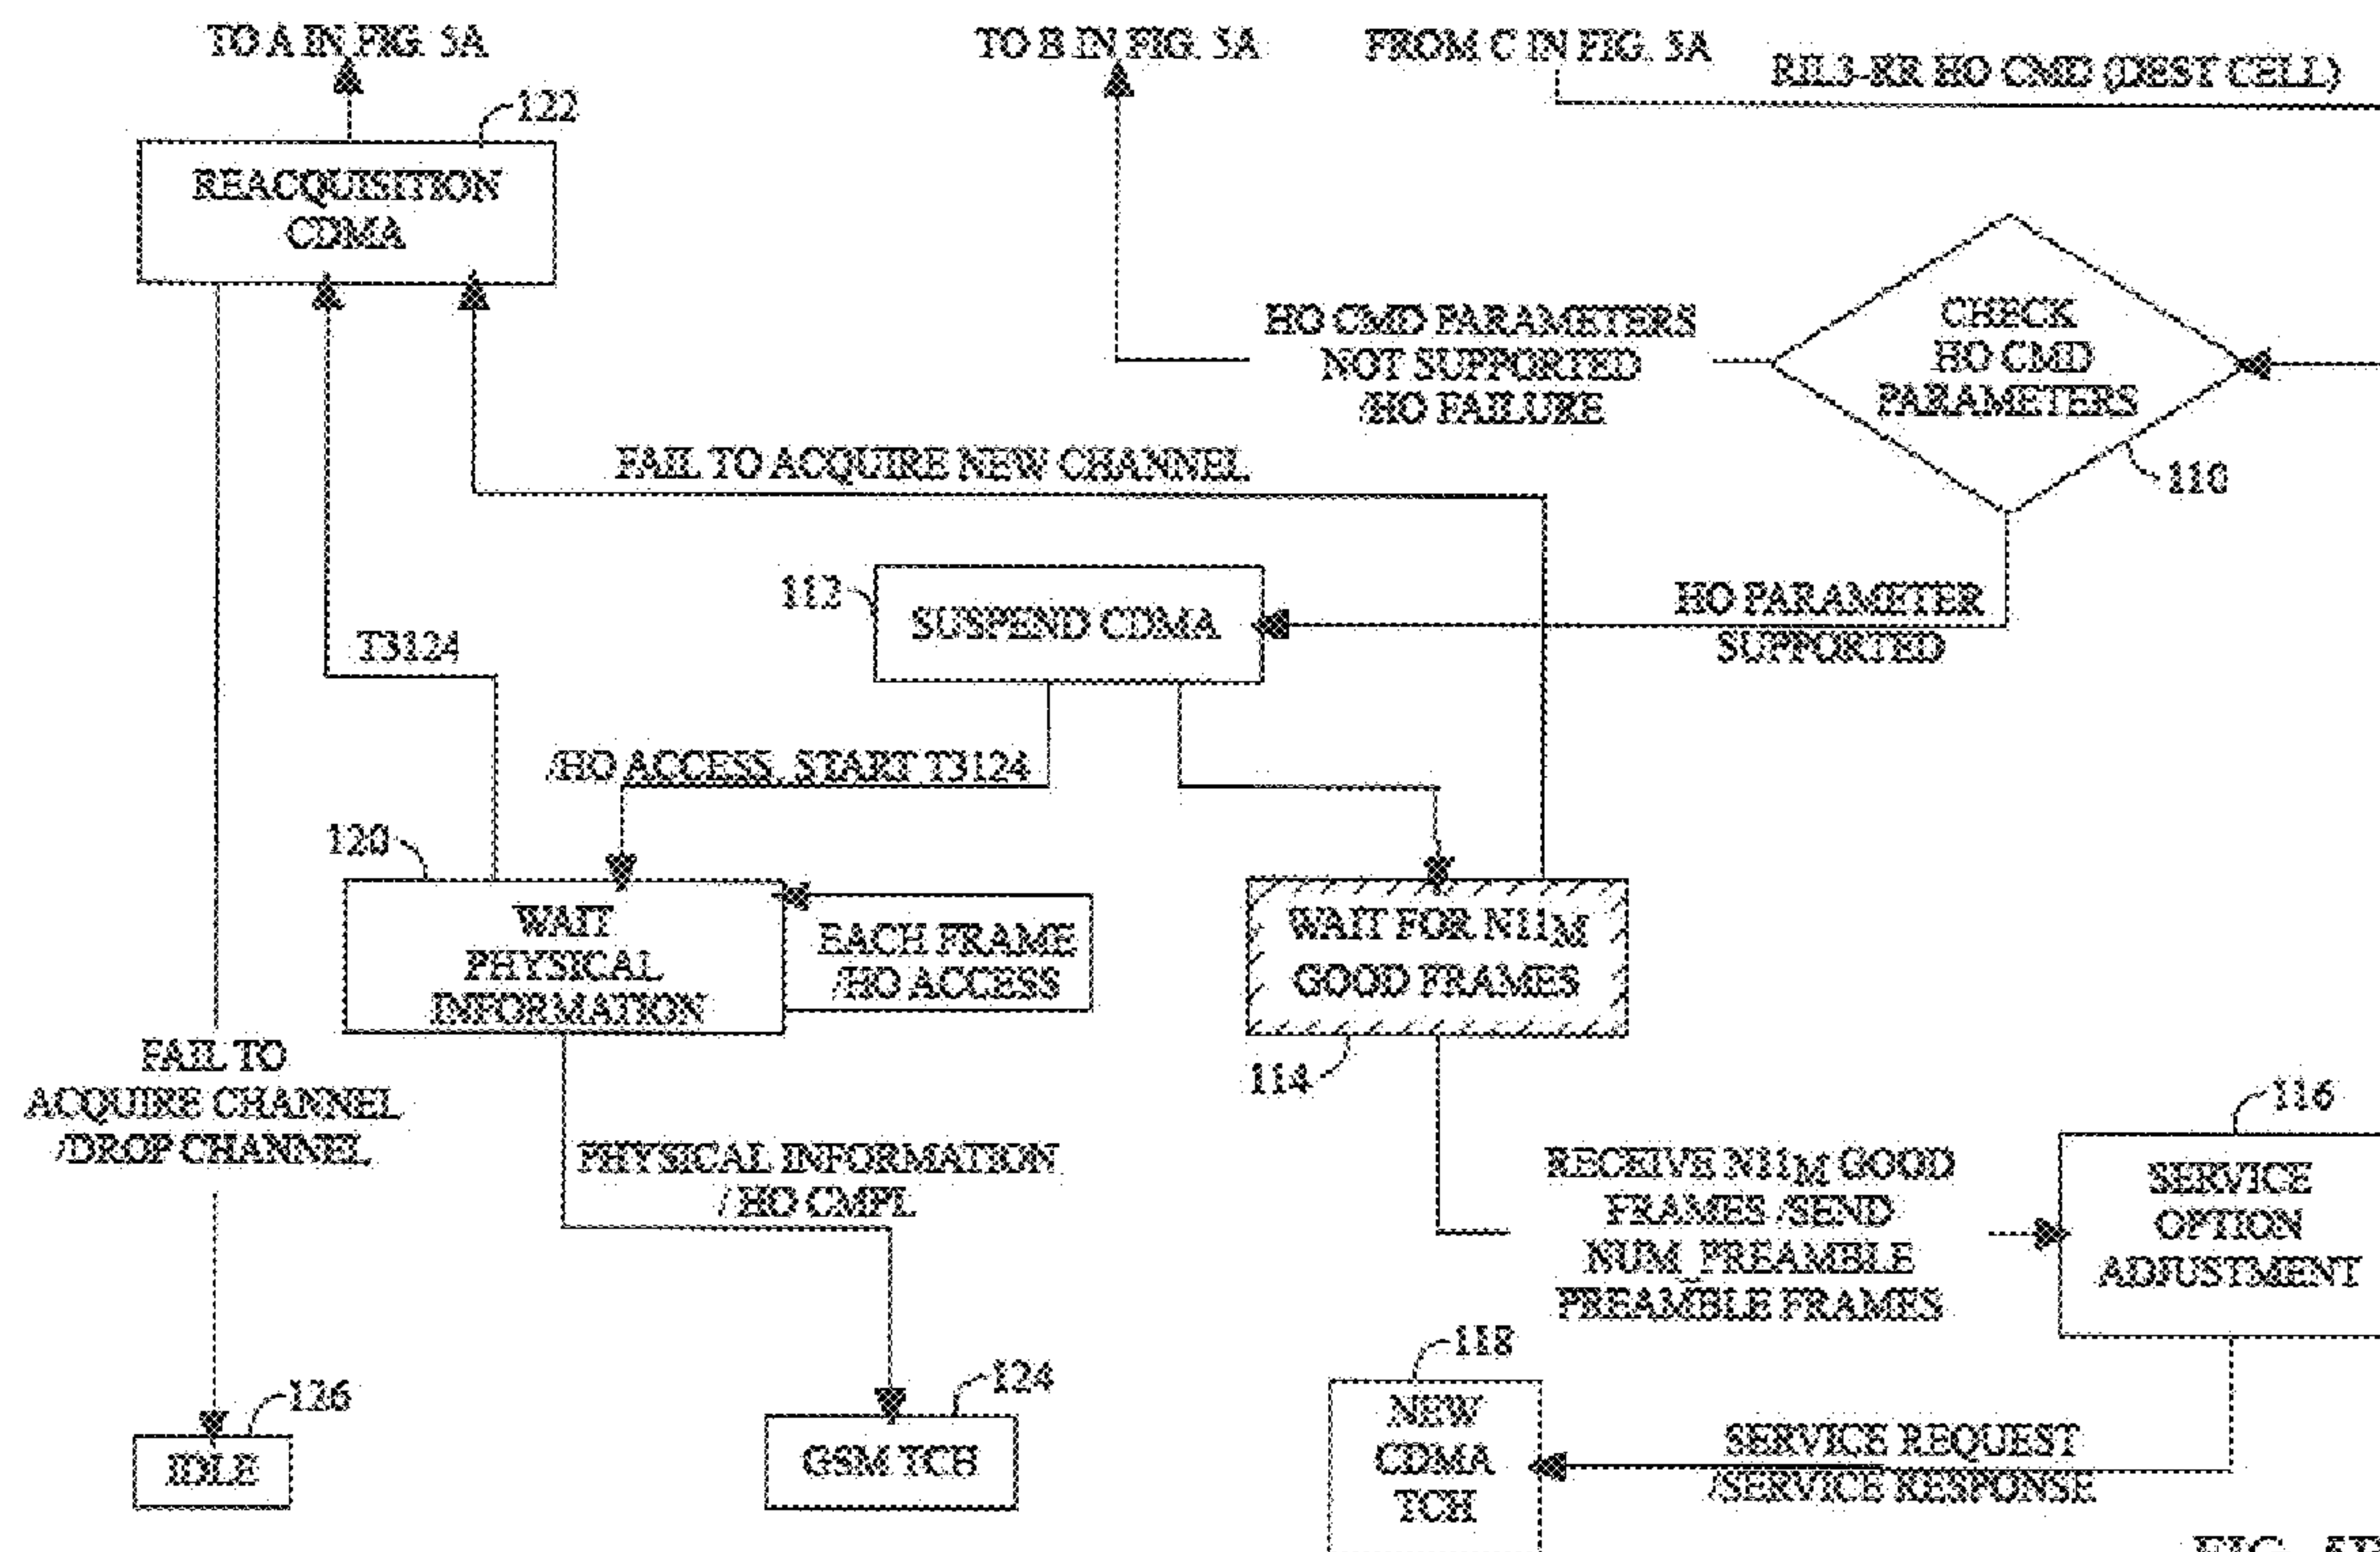 TO A IN FIG. 5A
TO B IN FIG. 5A
FROM C IN FIG. 5A
RIL3-RR HO CMD (DEST CELL)
122
REACQUISITION
CDMA
CHECK
HO CMD
PARAMETERS
110
HO CMD PARAMETERS
NOT SUPPORTED
/HO FAILURE
FAIL TO ACQUIRE NEW CHANNEL
112
SUSPEND CDMA
HO PARAMETER
SUPPORTED
T3124
/HO ACCESS, START T3124
120
WAIT
PHYSICAL
INFORMATION
EACH FRAME
/HO ACCESS
WAIT FOR N11M
GOOD FRAMES
114
FAIL TO
ACQUIRE CHANNEL
/DROP CHANNEL
PHYSICAL INFORMATION
/ HO CMPL
RECEIVE N11M GOOD
FRAMES /SEND
NUM_PREAMBLE
PREAMBLE FRAMES
116
SERVICE
OPTION
ADJUSTMENT
126
IDLE
124
GSM TCH
118
NEW
CDMA
TCH
SERVICE REQUEST
/SERVICE RESPONSE